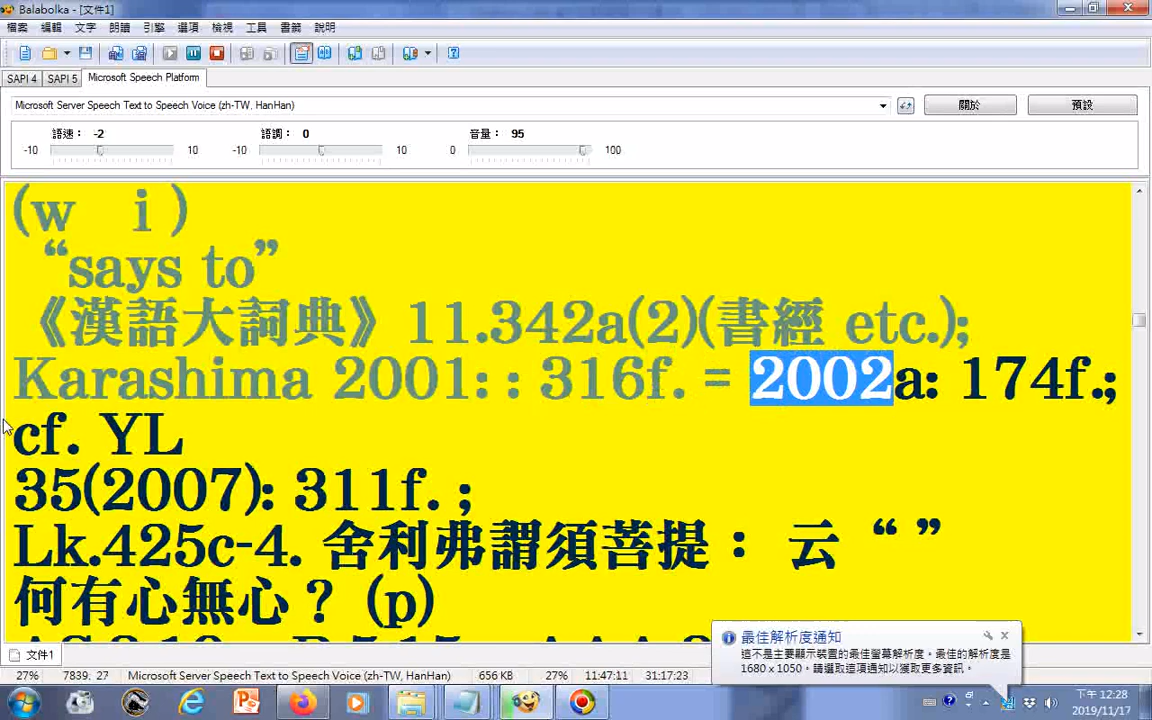 Balabolka - [文件1]
檔案 編輯 文字 朗讀 引擎 選項 檢視 工具 書籤 說明
SAPI 4 SAPI 5 Microsoft Speech Platform
Microsoft Server Speech Text to Speech Voice (zh-TW, HanHan) 關於 預設
語速： -2 語調： 0 音量： 95
-10 10 -10 10 0 100
(w i )
“says to”
《漢語大詞典》 11.342a(2)(書經 etc.);
Karashima 2001: : 316f. = 2002a: 174f.;
cf. YL
35(2007): 311f. ;
Lk.425c-4. 舍利弗謂須菩提： 云“ ”
何有心無心？ (p)
文件1
最佳解析度通知
這不是主要顯示裝置的最佳螢幕解析度。最佳的解析度是
1680 x 1050。請選取這項通知以獲取更多資訊。
27% 7839, 27 Microsoft Server Speech Text to Speech Voice (zh-TW, HanHan) 656 KB 27% 11:47:11 31:17:23
下午 12:28
2019/11/17